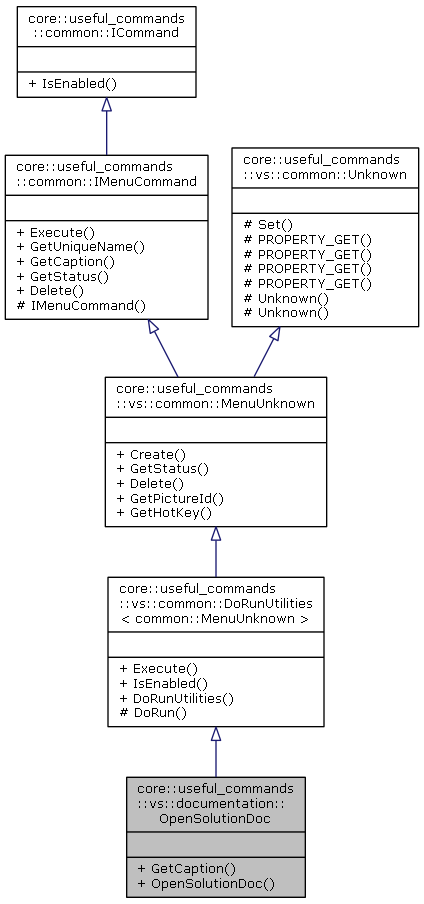 core::useful_commands
::common::ICommand
+ IsEnabled()
core::useful_commands
::common::IMenuCommand
+ Execute()
+ GetUniqueName()
+ GetCaption()
+ GetStatus()
+ Delete()
# IMenuCommand()
core::useful_commands
::vs::common::Unknown
# Set()
# PROPERTY_GET()
# PROPERTY_GET()
# PROPERTY_GET()
# PROPERTY_GET()
# Unknown()
# Unknown()
core::useful_commands
::vs::common::MenuUnknown
+ Create()
+ GetStatus()
+ Delete()
+ GetPictureId()
+ GetHotKey()
core::useful_commands
::vs::common::DoRunUtilities
< common::MenuUnknown >
+ Execute()
+ IsEnabled()
+ DoRunUtilities()
# DoRun()
core::useful_commands
::vs::documentation::
OpenSolutionDoc
+ GetCaption()
+ OpenSolutionDoc()